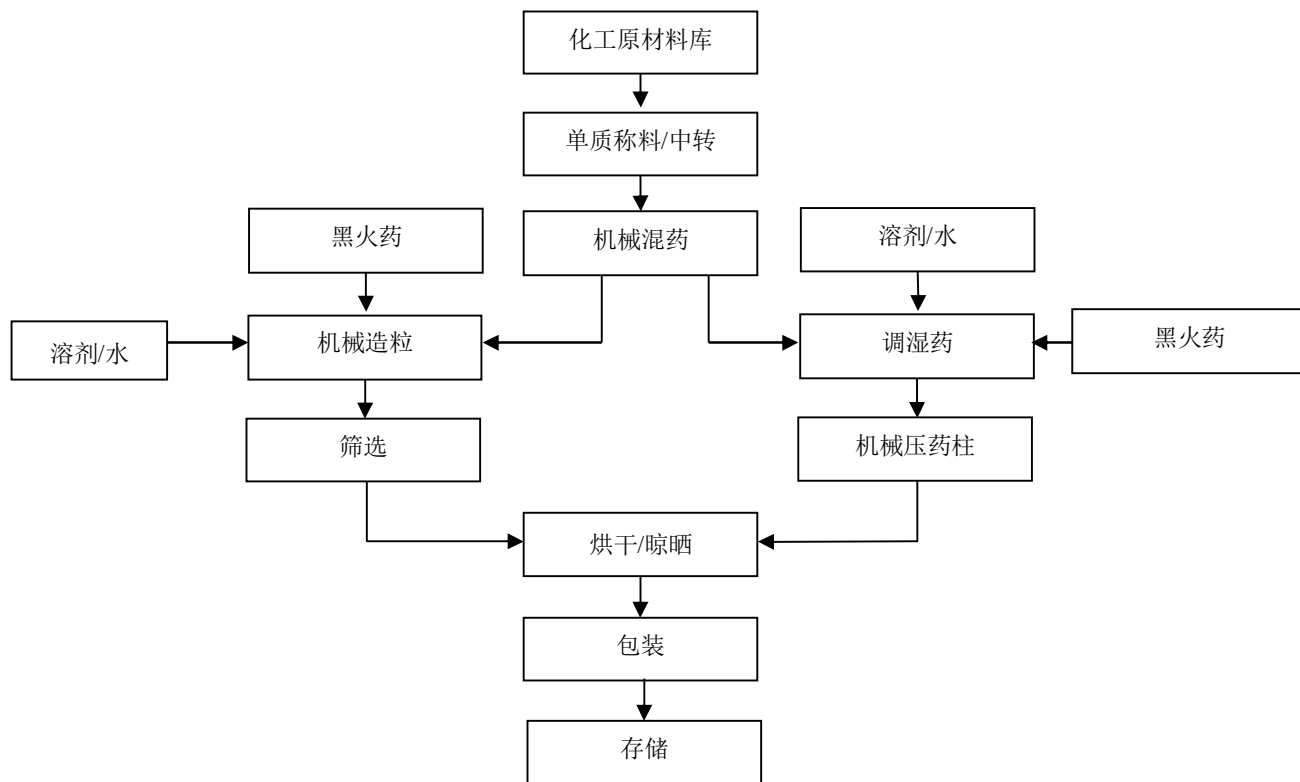 化工原材料库
单质称料/中转
机械混药
黑火药
溶剂/水
溶剂/水
机械造粒
调湿药
黑火药
筛选
机械压药柱
烘干/晾晒
包装
存储